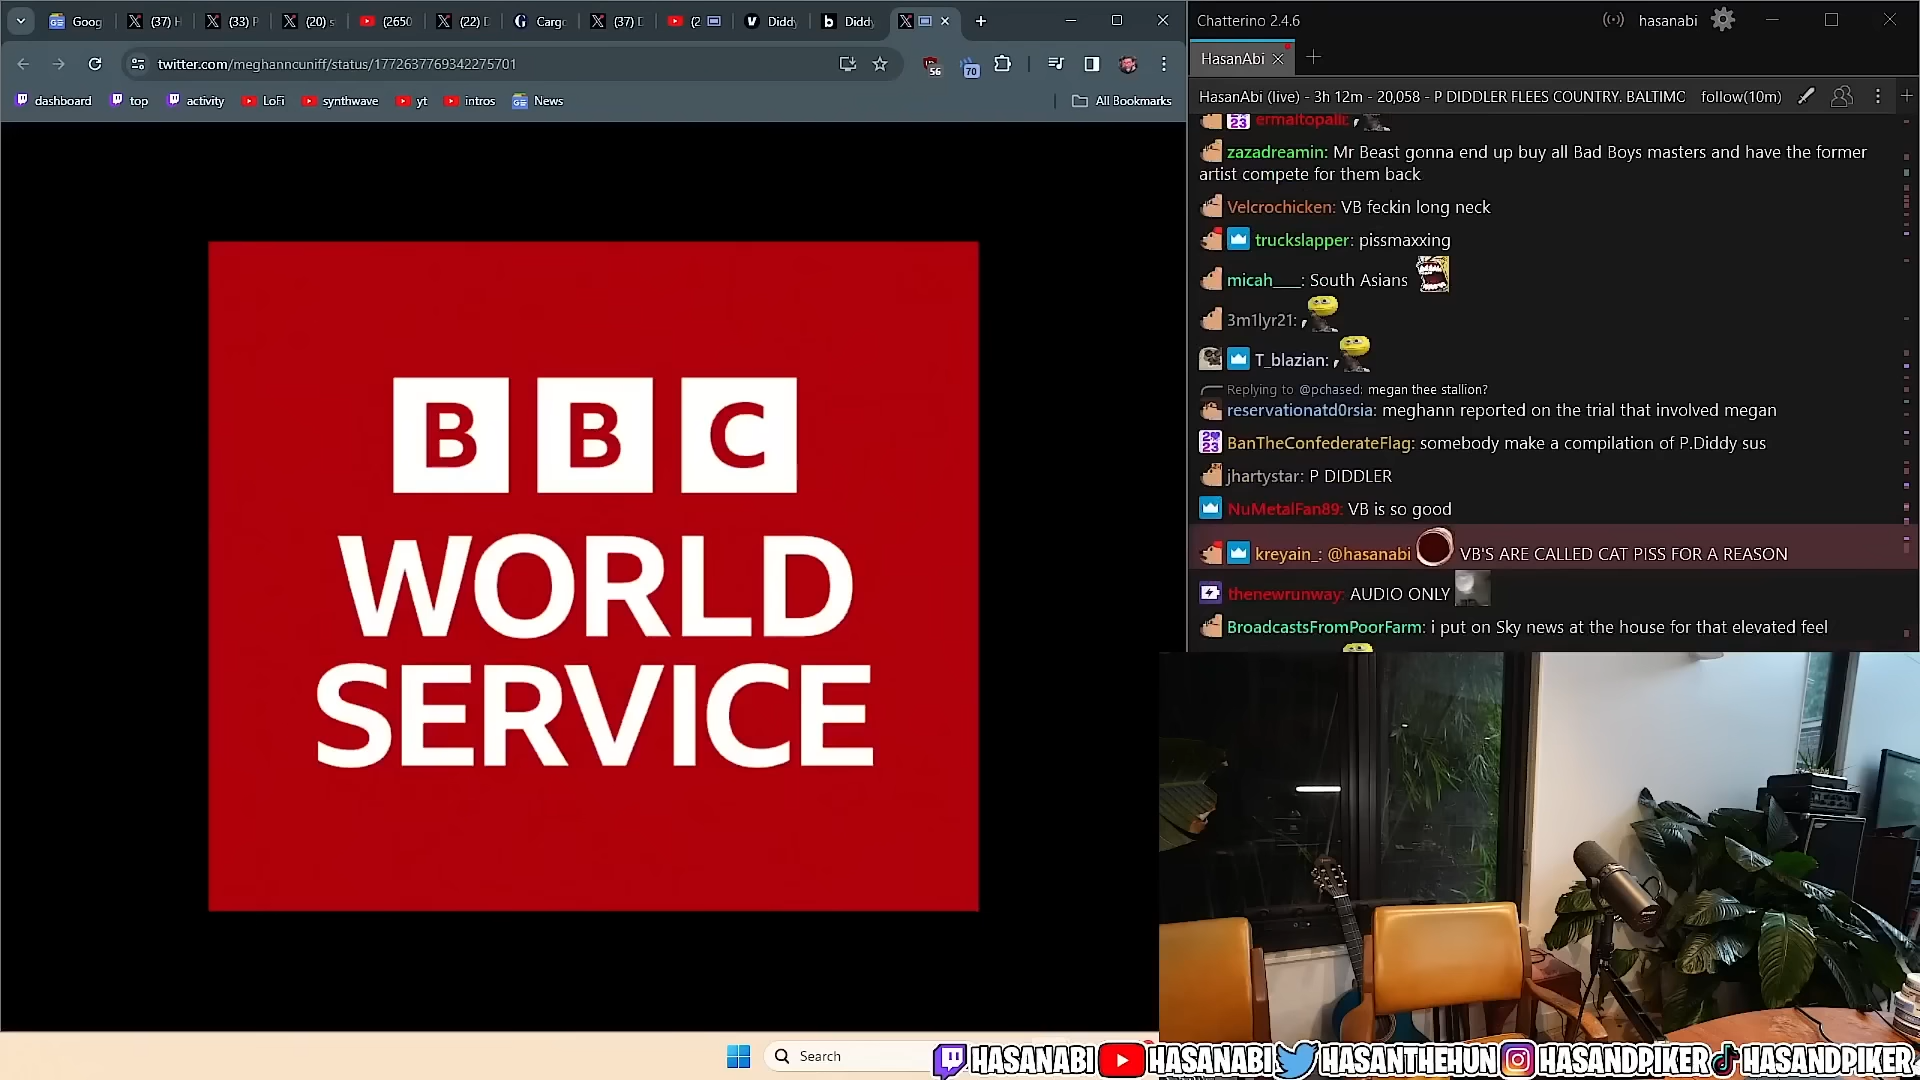 Goog
(37) H
(33) P
(20) s
(2650
(22) D
Cargo
(37) D
(2
Diddy
Diddy
twitter.com/meghanncuniff/status/1772637769342275701
56
70
dashboard
top
activity
LoFi
synthwave
yt
intros
News
All Bookmarks
BBC
WORLD
SERVICE
Search
Chatterino 2.4.6
hasanabi
HasanAbi
HasanAbi (live) - 3h 12m - 20,058 - P DIDDLER FLEES COUNTRY. BALTIMC
follow(10m)
ermaltopalli:
zazadreamin: Mr Beast gonna end up buy all Bad Boys masters and have the former
artist compete for them back
Velcrochicken: VB feckin long neck
truckslapper: pissmaxxing
micah___: South Asians
3m1lyr21:
T_blazian:
Replying to @pchased: megan thee stallion?
reservationatd0rsia: meghann reported on the trial that involved megan
BanTheConfederateFlag: somebody make a compilation of P.Diddy sus
jhartystar: P DIDDLER
NuMetalFan89: VB is so good
kreyain_: @hasanabi VB'S ARE CALLED CAT PISS FOR A REASON
thenewrunway: AUDIO ONLY
BroadcastsFromPoorFarm: i put on Sky news at the house for that elevated feel
HASANABI HASANABI HASANTHEHUN HASANDPIKER HASANDPIKER